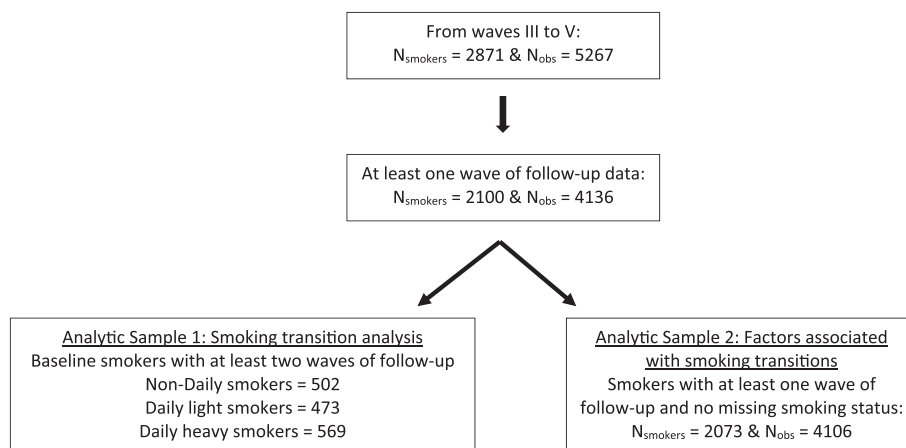 From waves III to V:
Nsmokers = 2871 & Nobs = 5267
At least one wave of follow-up data:
Nsmokers = 2100 & Nobs = 4136
Analytic Sample 1: Smoking transition analysis
Baseline smokers with at least two waves of follow-up
Non-Daily smokers = 502
Daily light smokers = 473
Daily heavy smokers = 569
Analytic Sample 2: Factors associated
with smoking transitions
Smokers with at least one wave of
follow-up and no missing smoking status:
Nsmokers = 2073 & Nobs = 4106